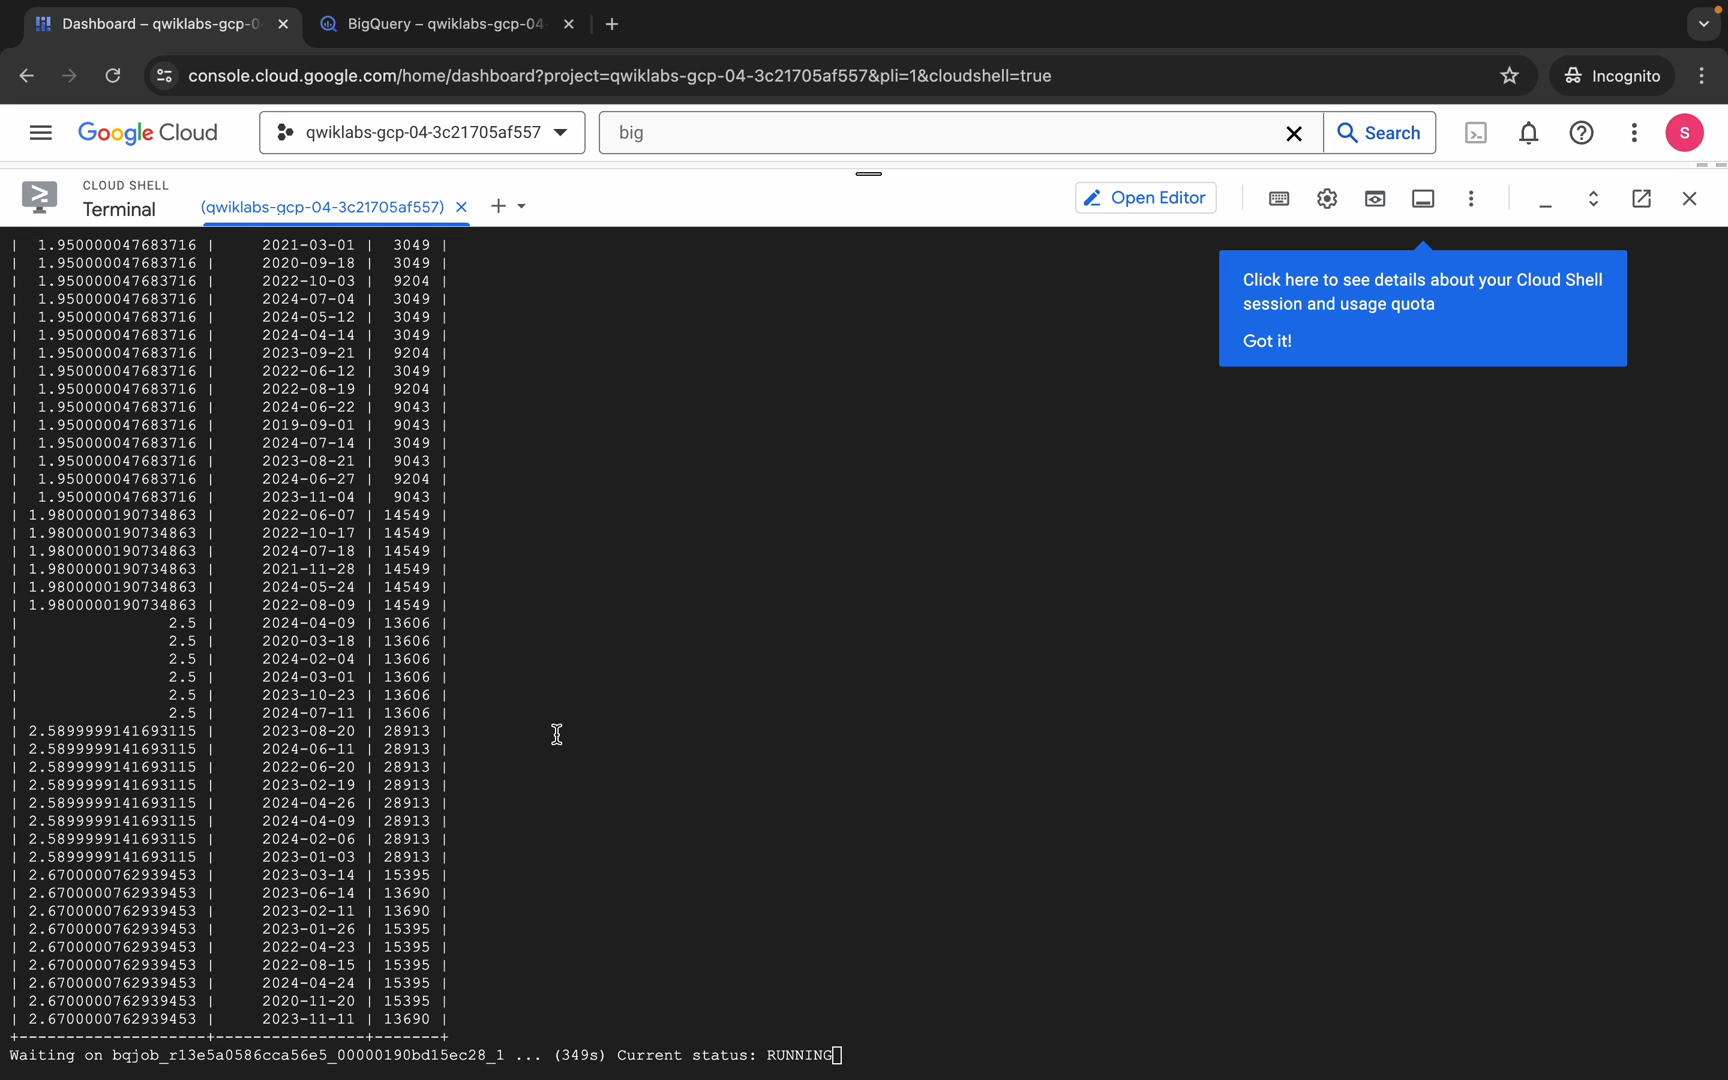 Dashboard – qwiklabs-gcp-0
BigQuery – qwiklabs-gcp-04
console.cloud.google.com/home/dashboard?project=qwiklabs-gcp-04-3c21705af557&pli=1&cloudshell=true
Incognito
Google Cloud
qwiklabs-gcp-04-3c21705af557
big
Search
S
CLOUD SHELL
Terminal
(qwiklabs-gcp-04-3c21705af557)
Open Editor
Click here to see details about your Cloud Shell
session and usage quota
Got it!
| 1.950000047683716 | 2021-03-01 | 3049 |
| 1.950000047683716 | 2020-09-18 | 3049 |
| 1.950000047683716 | 2022-10-03 | 9204 |
| 1.950000047683716 | 2024-07-04 | 3049 |
| 1.950000047683716 | 2024-05-12 | 3049 |
| 1.950000047683716 | 2024-04-14 | 3049 |
| 1.950000047683716 | 2023-09-21 | 9204 |
| 1.950000047683716 | 2022-06-12 | 3049 |
| 1.950000047683716 | 2022-08-19 | 9204 |
| 1.950000047683716 | 2024-06-22 | 9043 |
| 1.950000047683716 | 2019-09-01 | 9043 |
| 1.950000047683716 | 2024-07-14 | 3049 |
| 1.950000047683716 | 2023-08-21 | 9043 |
| 1.950000047683716 | 2024-06-27 | 9204 |
| 1.950000047683716 | 2023-11-04 | 9043 |
| 1.9800000190734863 | 2022-06-07 | 14549 |
| 1.9800000190734863 | 2022-10-17 | 14549 |
| 1.9800000190734863 | 2024-07-18 | 14549 |
| 1.9800000190734863 | 2021-11-28 | 14549 |
| 1.9800000190734863 | 2024-05-24 | 14549 |
| 1.9800000190734863 | 2022-08-09 | 14549 |
| 2.5 | 2024-04-09 | 13606 |
| 2.5 | 2020-03-18 | 13606 |
| 2.5 | 2024-02-04 | 13606 |
| 2.5 | 2024-03-01 | 13606 |
| 2.5 | 2023-10-23 | 13606 |
| 2.5 | 2024-07-11 | 13606 |
| 2.5899999141693115 | 2023-08-20 | 28913 |
| 2.5899999141693115 | 2024-06-11 | 28913 |
| 2.5899999141693115 | 2022-06-20 | 28913 |
| 2.5899999141693115 | 2023-02-19 | 28913 |
| 2.5899999141693115 | 2024-04-26 | 28913 |
| 2.5899999141693115 | 2024-04-09 | 28913 |
| 2.5899999141693115 | 2024-02-06 | 28913 |
| 2.5899999141693115 | 2023-01-03 | 28913 |
| 2.6700000762939453 | 2023-03-14 | 15395 |
| 2.6700000762939453 | 2023-06-14 | 13690 |
| 2.6700000762939453 | 2023-02-11 | 13690 |
| 2.6700000762939453 | 2023-01-26 | 15395 |
| 2.6700000762939453 | 2022-04-23 | 15395 |
| 2.6700000762939453 | 2022-08-15 | 15395 |
| 2.6700000762939453 | 2024-04-24 | 15395 |
| 2.6700000762939453 | 2020-11-20 | 15395 |
| 2.6700000762939453 | 2023-11-11 | 13690 |
+--------------------+----------------+-------+
Waiting on bqjob_r13e5a0586cca56e5_00000190bd15ec28_1 ... (349s) Current status: RUNNING